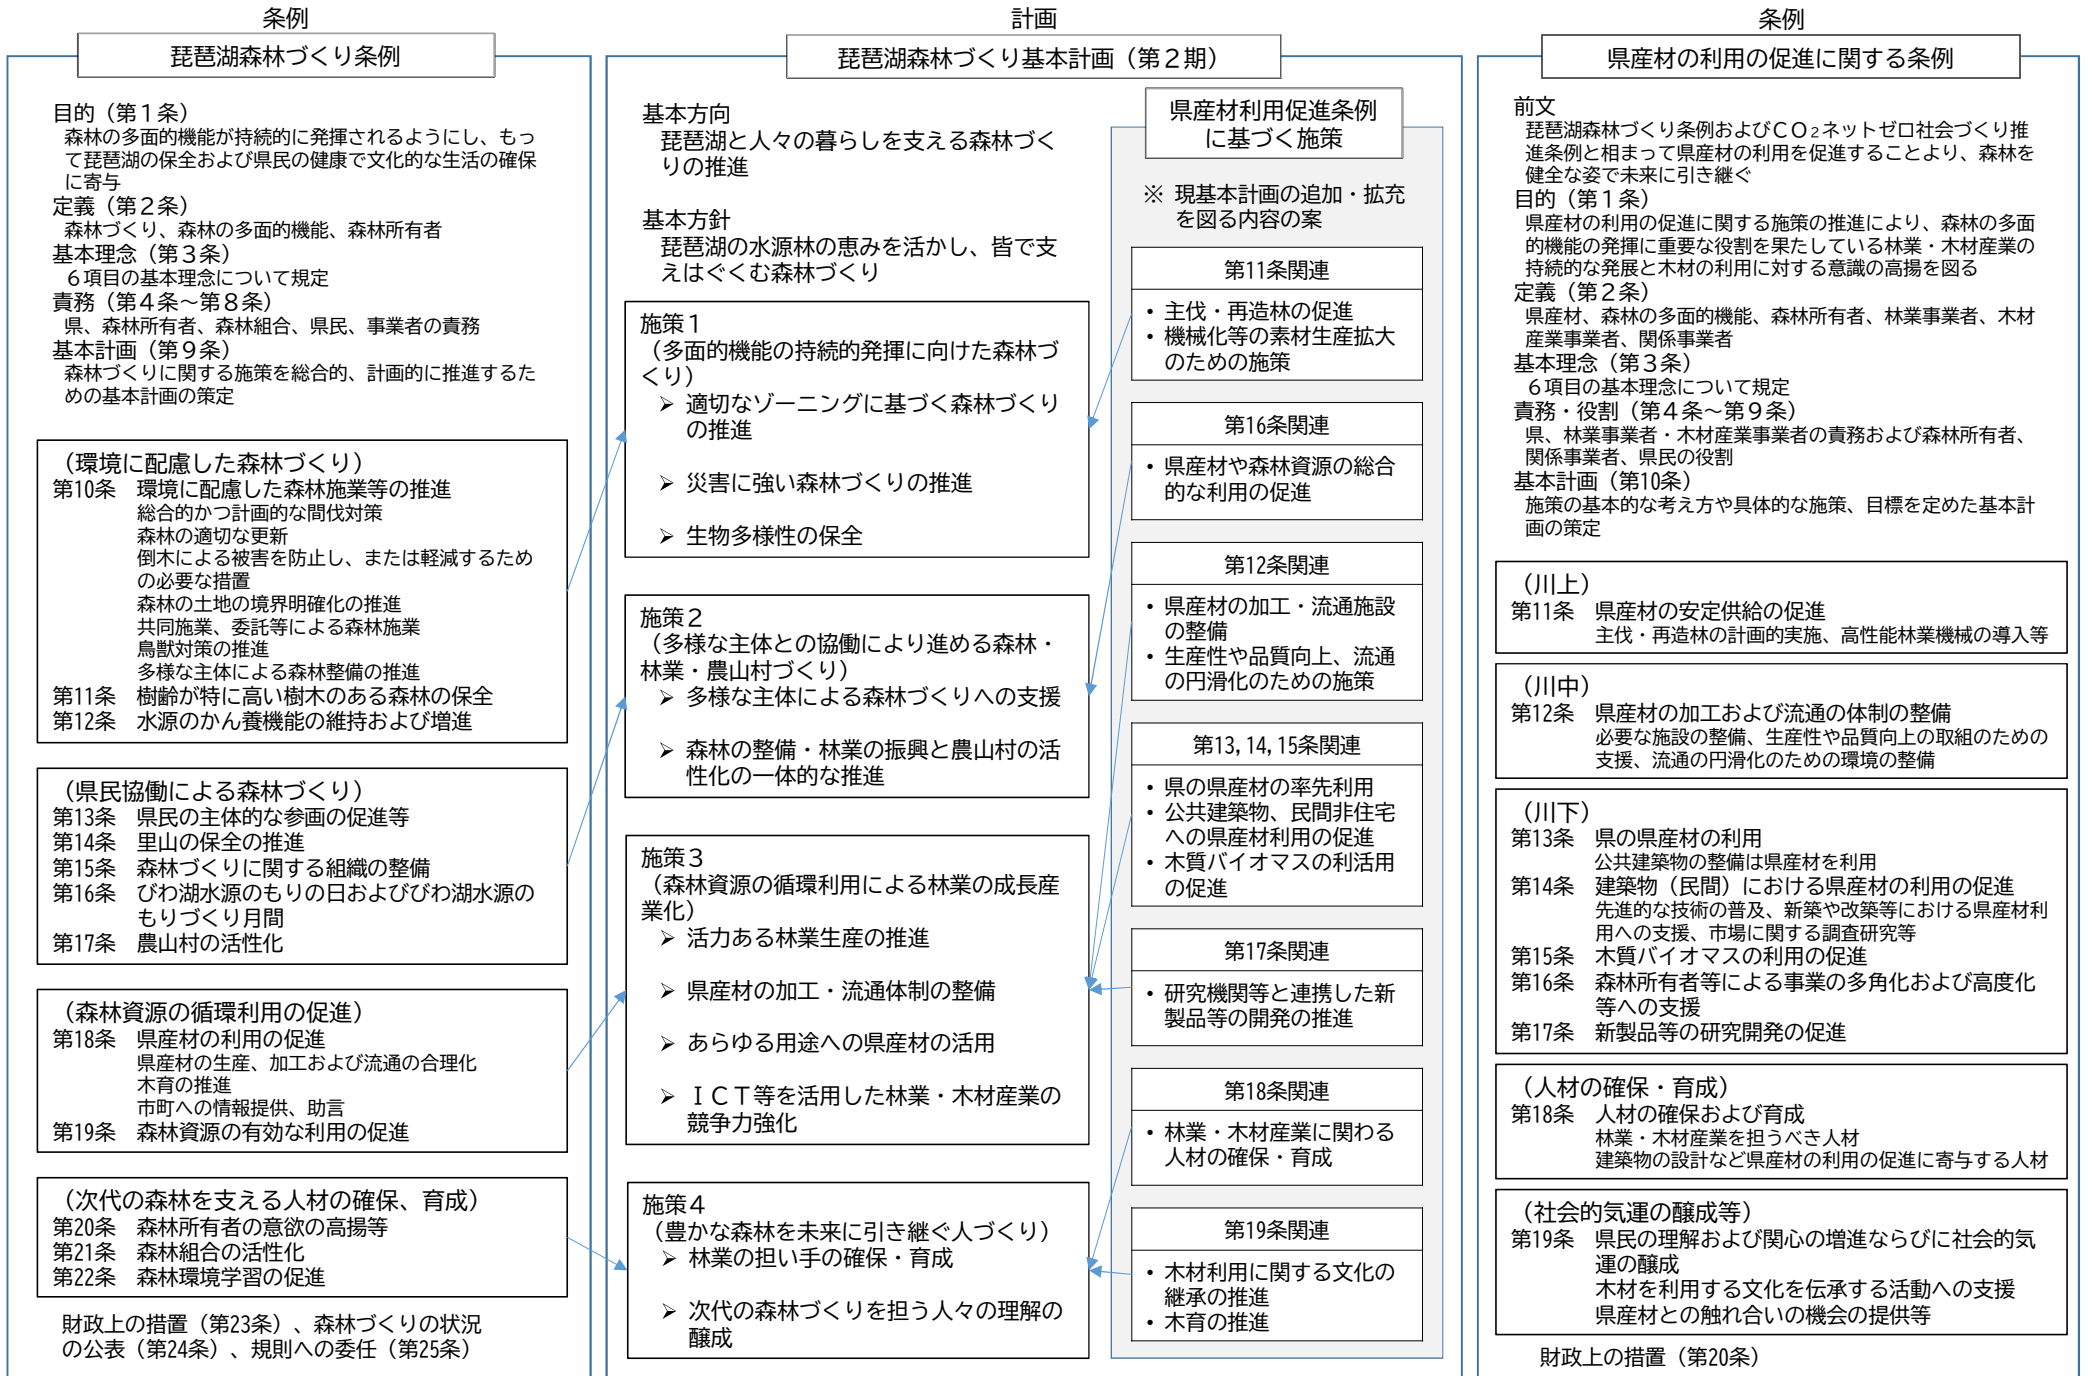 条例
琵琶湖森林づくり条例
目的（第１条）
森林の多面的機能が持続的に発揮されるようにし、もっ
て琵琶湖の保全および県民の健康で文化的な生活の確保
に寄与
定義（第２条）
森林づくり、森林の多面的機能、森林所有者
基本理念（第３条）
６項目の基本理念について規定
責務（第４条～第８条）
県、森林所有者、森林組合、県民、事業者の責務
基本計画（第９条）
森林づくりに関する施策を総合的、計画的に推進するた
めの基本計画の策定
（環境に配慮した森林づくり）
第10条　環境に配慮した森林施業等の推進
総合的かつ計画的な間伐対策
森林の適切な更新
倒木による被害を防止し、または軽減するため
の必要な措置
森林の土地の境界明確化の推進
共同施業、委託等による森林施業
鳥獣対策の推進
多様な主体による森林整備の推進
第11条　樹齢が特に高い樹木のある森林の保全
第12条　水源のかん養機能の維持および増進
（県民協働による森林づくり）
第13条　県民の主体的な参画の促進等
第14条　里山の保全の推進
第15条　森林づくりに関する組織の整備
第16条　びわ湖水源のもりの日およびびわ湖水源の
もりづくり月間
第17条　農山村の活性化
（森林資源の循環利用の促進）
第18条　県産材の利用の促進
県産材の生産、加工および流通の合理化
木育の推進
市町への情報提供、助言
第19条　森林資源の有効な利用の促進
（次代の森林を支える人材の確保、育成）
第20条　森林所有者の意欲の高揚等
第21条　森林組合の活性化
第22条　森林環境学習の促進
財政上の措置（第23条）、森林づくりの状況
の公表（第24条）、規則への委任（第25条）
計画
琵琶湖森林づくり基本計画（第２期）
基本方向
琵琶湖と人々の暮らしを支える森林づく
りの推進
基本方針
琵琶湖の水源林の恵みを活かし、皆で支
えはぐくむ森林づくり
施策１
（多面的機能の持続的発揮に向けた森林づ
くり）
➢ 適切なゾーニングに基づく森林づくり
の推進
➢ 災害に強い森林づくりの推進
➢ 生物多様性の保全
施策２
（多様な主体との協働により進める森林・
林業・農山村づくり）
➢ 多様な主体による森林づくりへの支援
➢ 森林の整備・林業の振興と農山村の活
性化の一体的な推進
施策３
（森林資源の循環利用による林業の成長産
業化）
➢ 活力ある林業生産の推進
➢ 県産材の加工・流通体制の整備
➢ あらゆる用途への県産材の活用
➢ ＩＣＴ等を活用した林業・木材産業の
競争力強化
施策４
（豊かな森林を未来に引き継ぐ人づくり）
➢ 林業の担い手の確保・育成
➢ 次代の森林づくりを担う人々の理解の
醸成
県産材利用促進条例
に基づく施策
※ 現基本計画の追加・拡充
を図る内容の案
第11条関連
• 主伐・再造林の促進
• 機械化等の素材生産拡大
のための施策
第16条関連
• 県産材や森林資源の総合
的な利用の促進
第12条関連
• 県産材の加工・流通施設
の整備
• 生産性や品質向上、流通
の円滑化のための施策
第13,14,15条関連
• 県の県産材の率先利用
• 公共建築物、民間非住宅
への県産材利用の促進
• 木質バイオマスの利活用
の促進
第17条関連
• 研究機関等と連携した新
製品等の開発の推進
第18条関連
• 林業・木材産業に関わる
人材の確保・育成
第19条関連
• 木材利用に関する文化の
継承の推進
• 木育の推進
条例
県産材の利用の促進に関する条例
前文
琵琶湖森林づくり条例およびＣＯ₂ネットゼロ社会づくり推
進条例と相まって県産材の利用を促進することより、森林を
健全な姿で未来に引き継ぐ
目的（第１条）
県産材の利用の促進に関する施策の推進により、森林の多面
的機能の発揮に重要な役割を果たしている林業・木材産業の
持続的な発展と木材の利用に対する意識の高揚を図る
定義（第２条）
県産材、森林の多面的機能、森林所有者、林業事業者、木材
産業事業者、関係事業者
基本理念（第３条）
６項目の基本理念について規定
責務・役割（第４条～第９条）
県、林業事業者・木材産業事業者の責務および森林所有者、
関係事業者、県民の役割
基本計画（第10条）
施策の基本的な考え方や具体的な施策、目標を定めた基本計
画の策定
（川上）
第11条　県産材の安定供給の促進
主伐・再造林の計画的実施、高性能林業機械の導入等
（川中）
第12条　県産材の加工および流通の体制の整備
必要な施設の整備、生産性や品質向上の取組のための
支援、流通の円滑化のための環境の整備
（川下）
第13条　県の県産材の利用
公共建築物の整備は県産材を利用
第14条　建築物（民間）における県産材の利用の促進
先進的な技術の普及、新築や改築等における県産材利
用への支援、市場に関する調査研究等
第15条　木質バイオマスの利用の促進
第16条　森林所有者等による事業の多角化および高度化
等への支援
第17条　新製品等の研究開発の促進
（人材の確保・育成）
第18条　人材の確保および育成
林業・木材産業を担うべき人材
建築物の設計など県産材の利用の促進に寄与する人材
（社会的気運の醸成等）
第19条　県民の理解および関心の増進ならびに社会的気
運の醸成
木材を利用する文化を伝承する活動への支援
県産材との触れ合いの機会の提供等
財政上の措置（第20条）